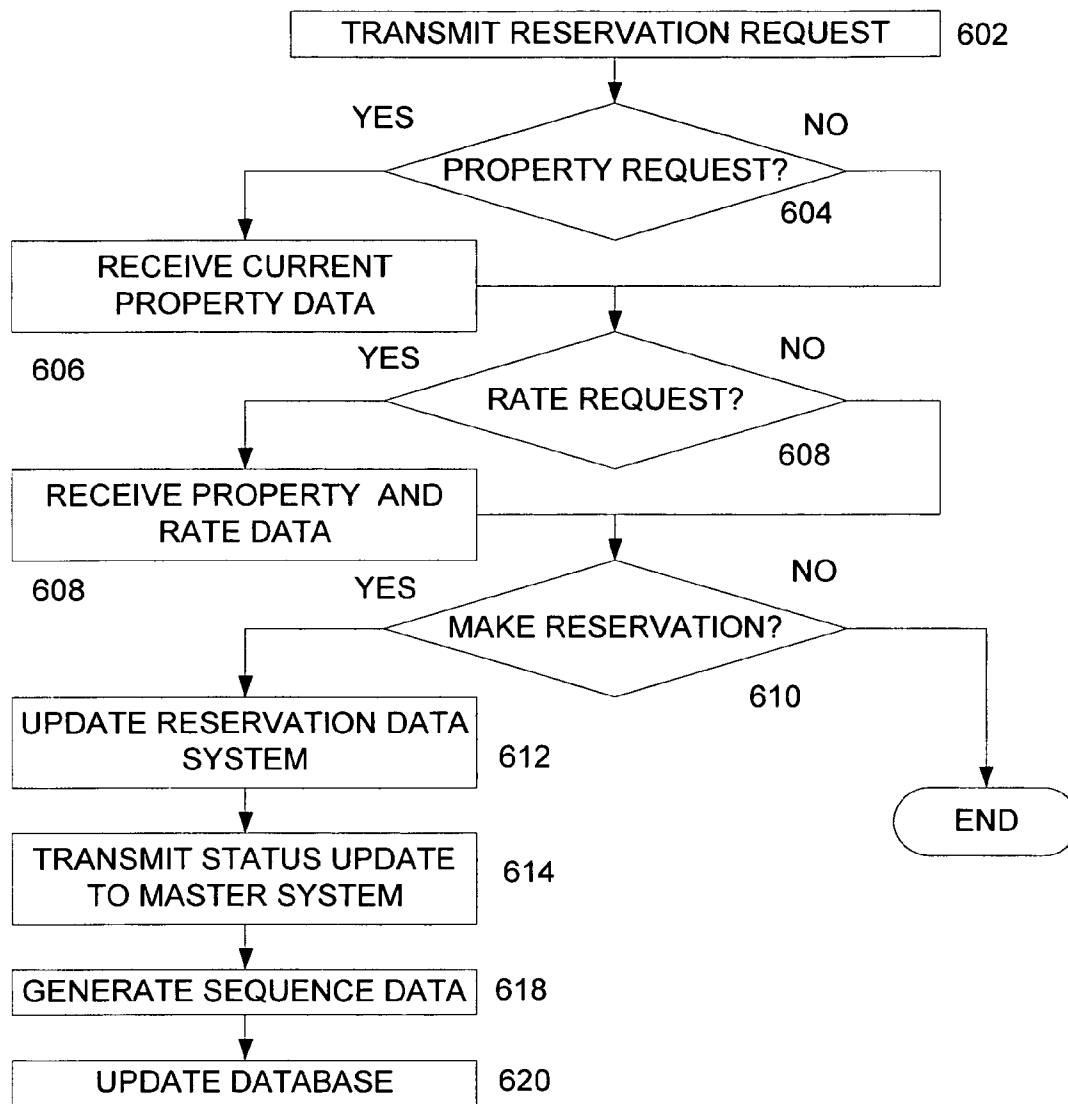 TRANSMIT RESERVATION REQUEST
602
YES
NO
PROPERTY REQUEST?
604
RECEIVE CURRENT
PROPERTY DATA
606
YES
NO
RATE REQUEST?
608
RECEIVE PROPERTY AND
RATE DATA
608
YES
NO
MAKE RESERVATION?
610
UPDATE RESERVATION DATA
SYSTEM
612
END
TRANSMIT STATUS UPDATE
TO MASTER SYSTEM
614
GENERATE SEQUENCE DATA
618
UPDATE DATABASE
620